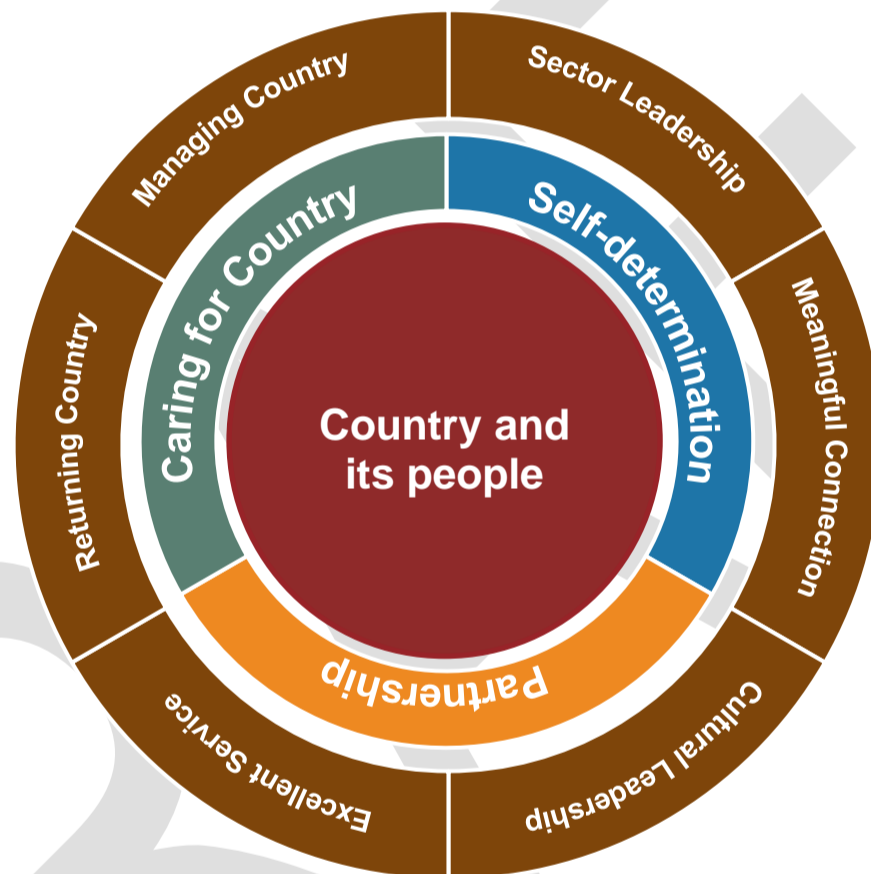 Country and
its people
Self-determination
Partnership
Caring for Country
Sector Leadership
Meaningful Connection
Cultural Leadership
Excellent Service
Returning Country
Managing Country